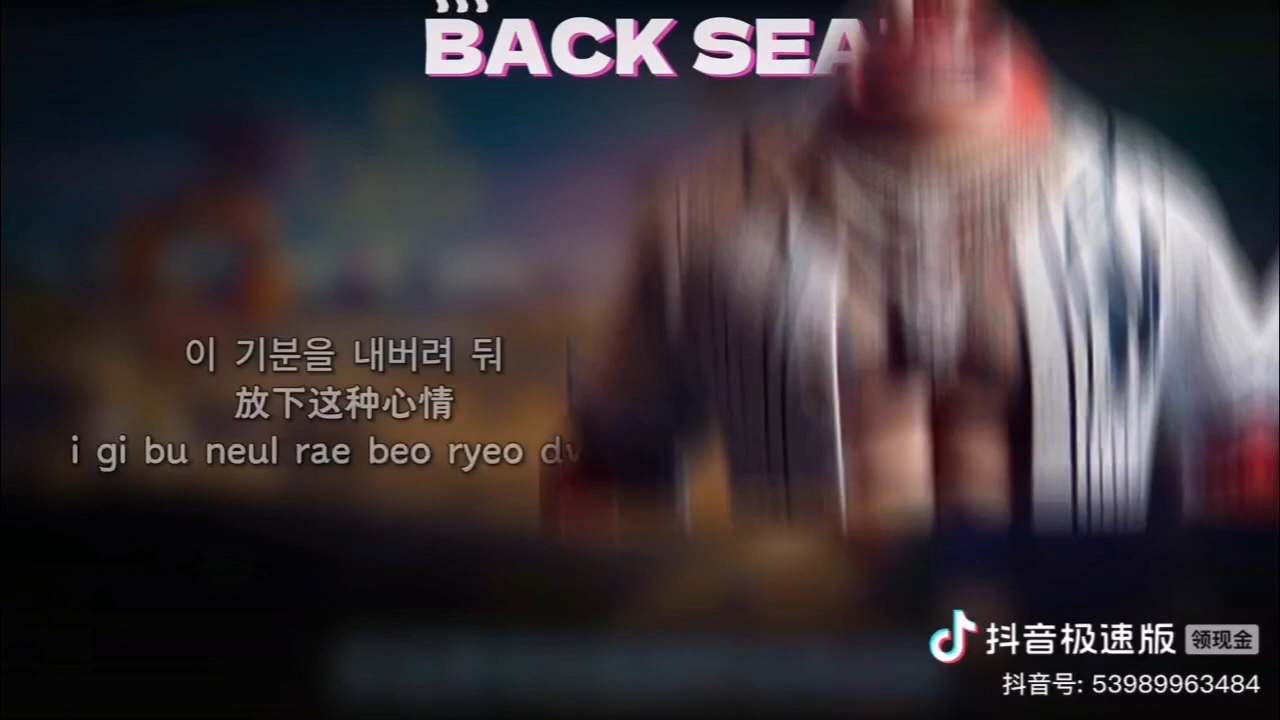 BACK SEA
이 기분을 내버려 둬
放下这种心情
i gi bu neul rae beo ryeo
抖音极速版 领现金
抖音号: 53989963484